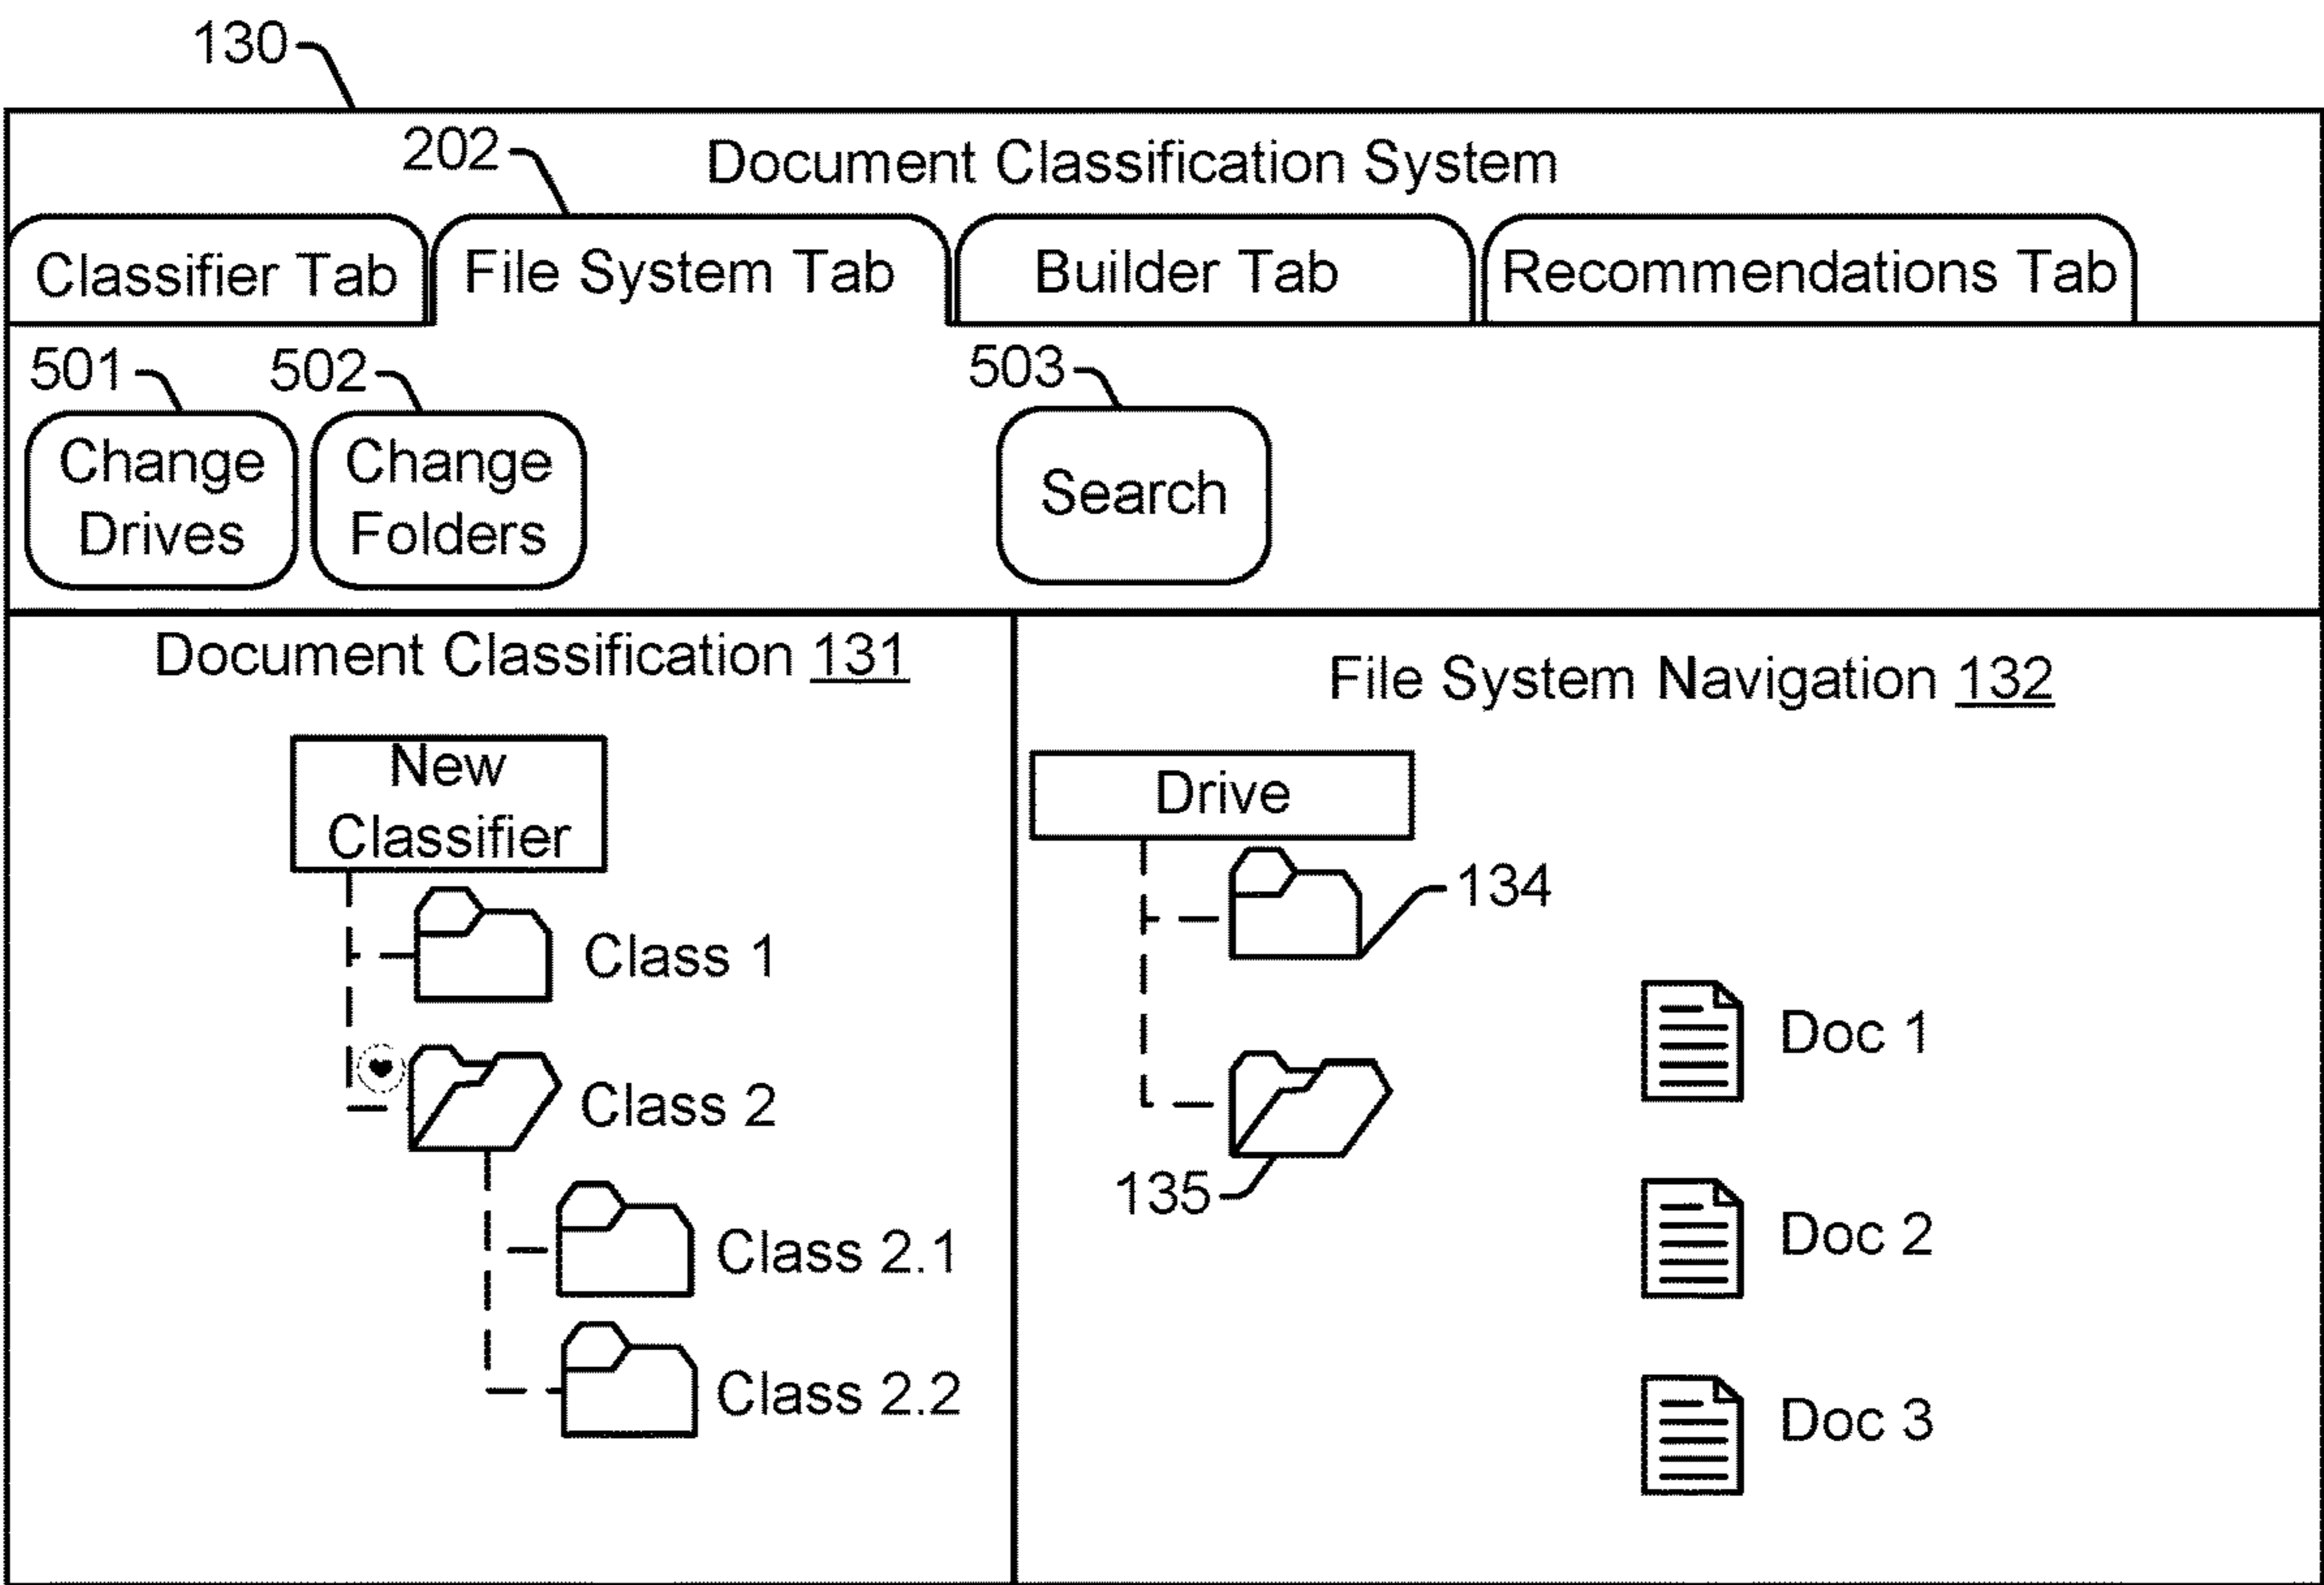 130
202
Document Classification System
Classifier Tab
File System Tab
Builder Tab
Recommendations Tab
501
502
503
Change
Drives
Change
Folders
Search
Document Classification 131
New
Classifier
Class 1
Class 2
Class 2.1
Class 2.2
File System Navigation 132
Drive
134
135
Doc 1
Doc 2
Doc 3